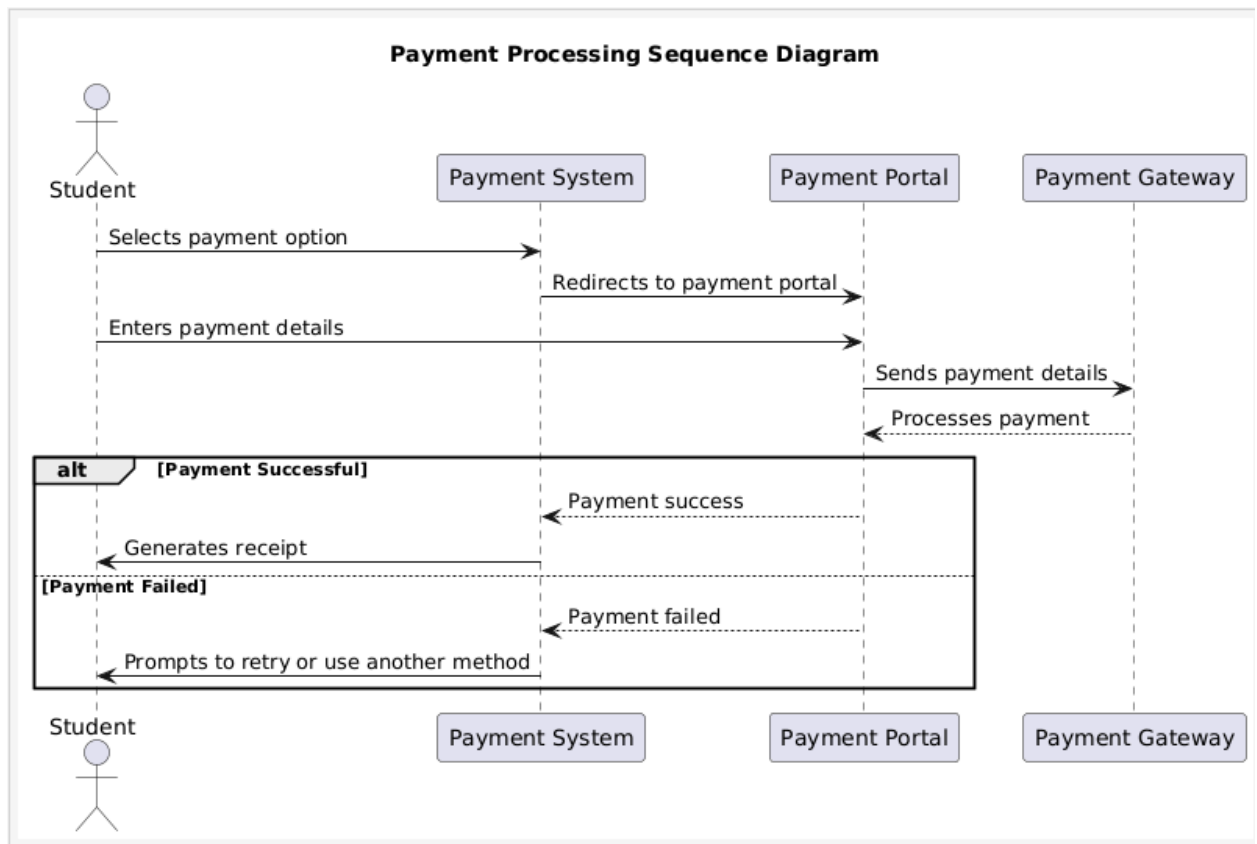 Payment Processing Sequence Diagram
Student
Payment System
Payment Portal
Payment Gateway
Selects payment option
Redirects to payment portal
Enters payment details
Sends payment details
Processes payment
alt
[Payment Successful]
Payment success
Generates receipt
[Payment Failed]
Payment failed
Prompts to retry or use another method
Student
Payment System
Payment Portal
Payment Gateway